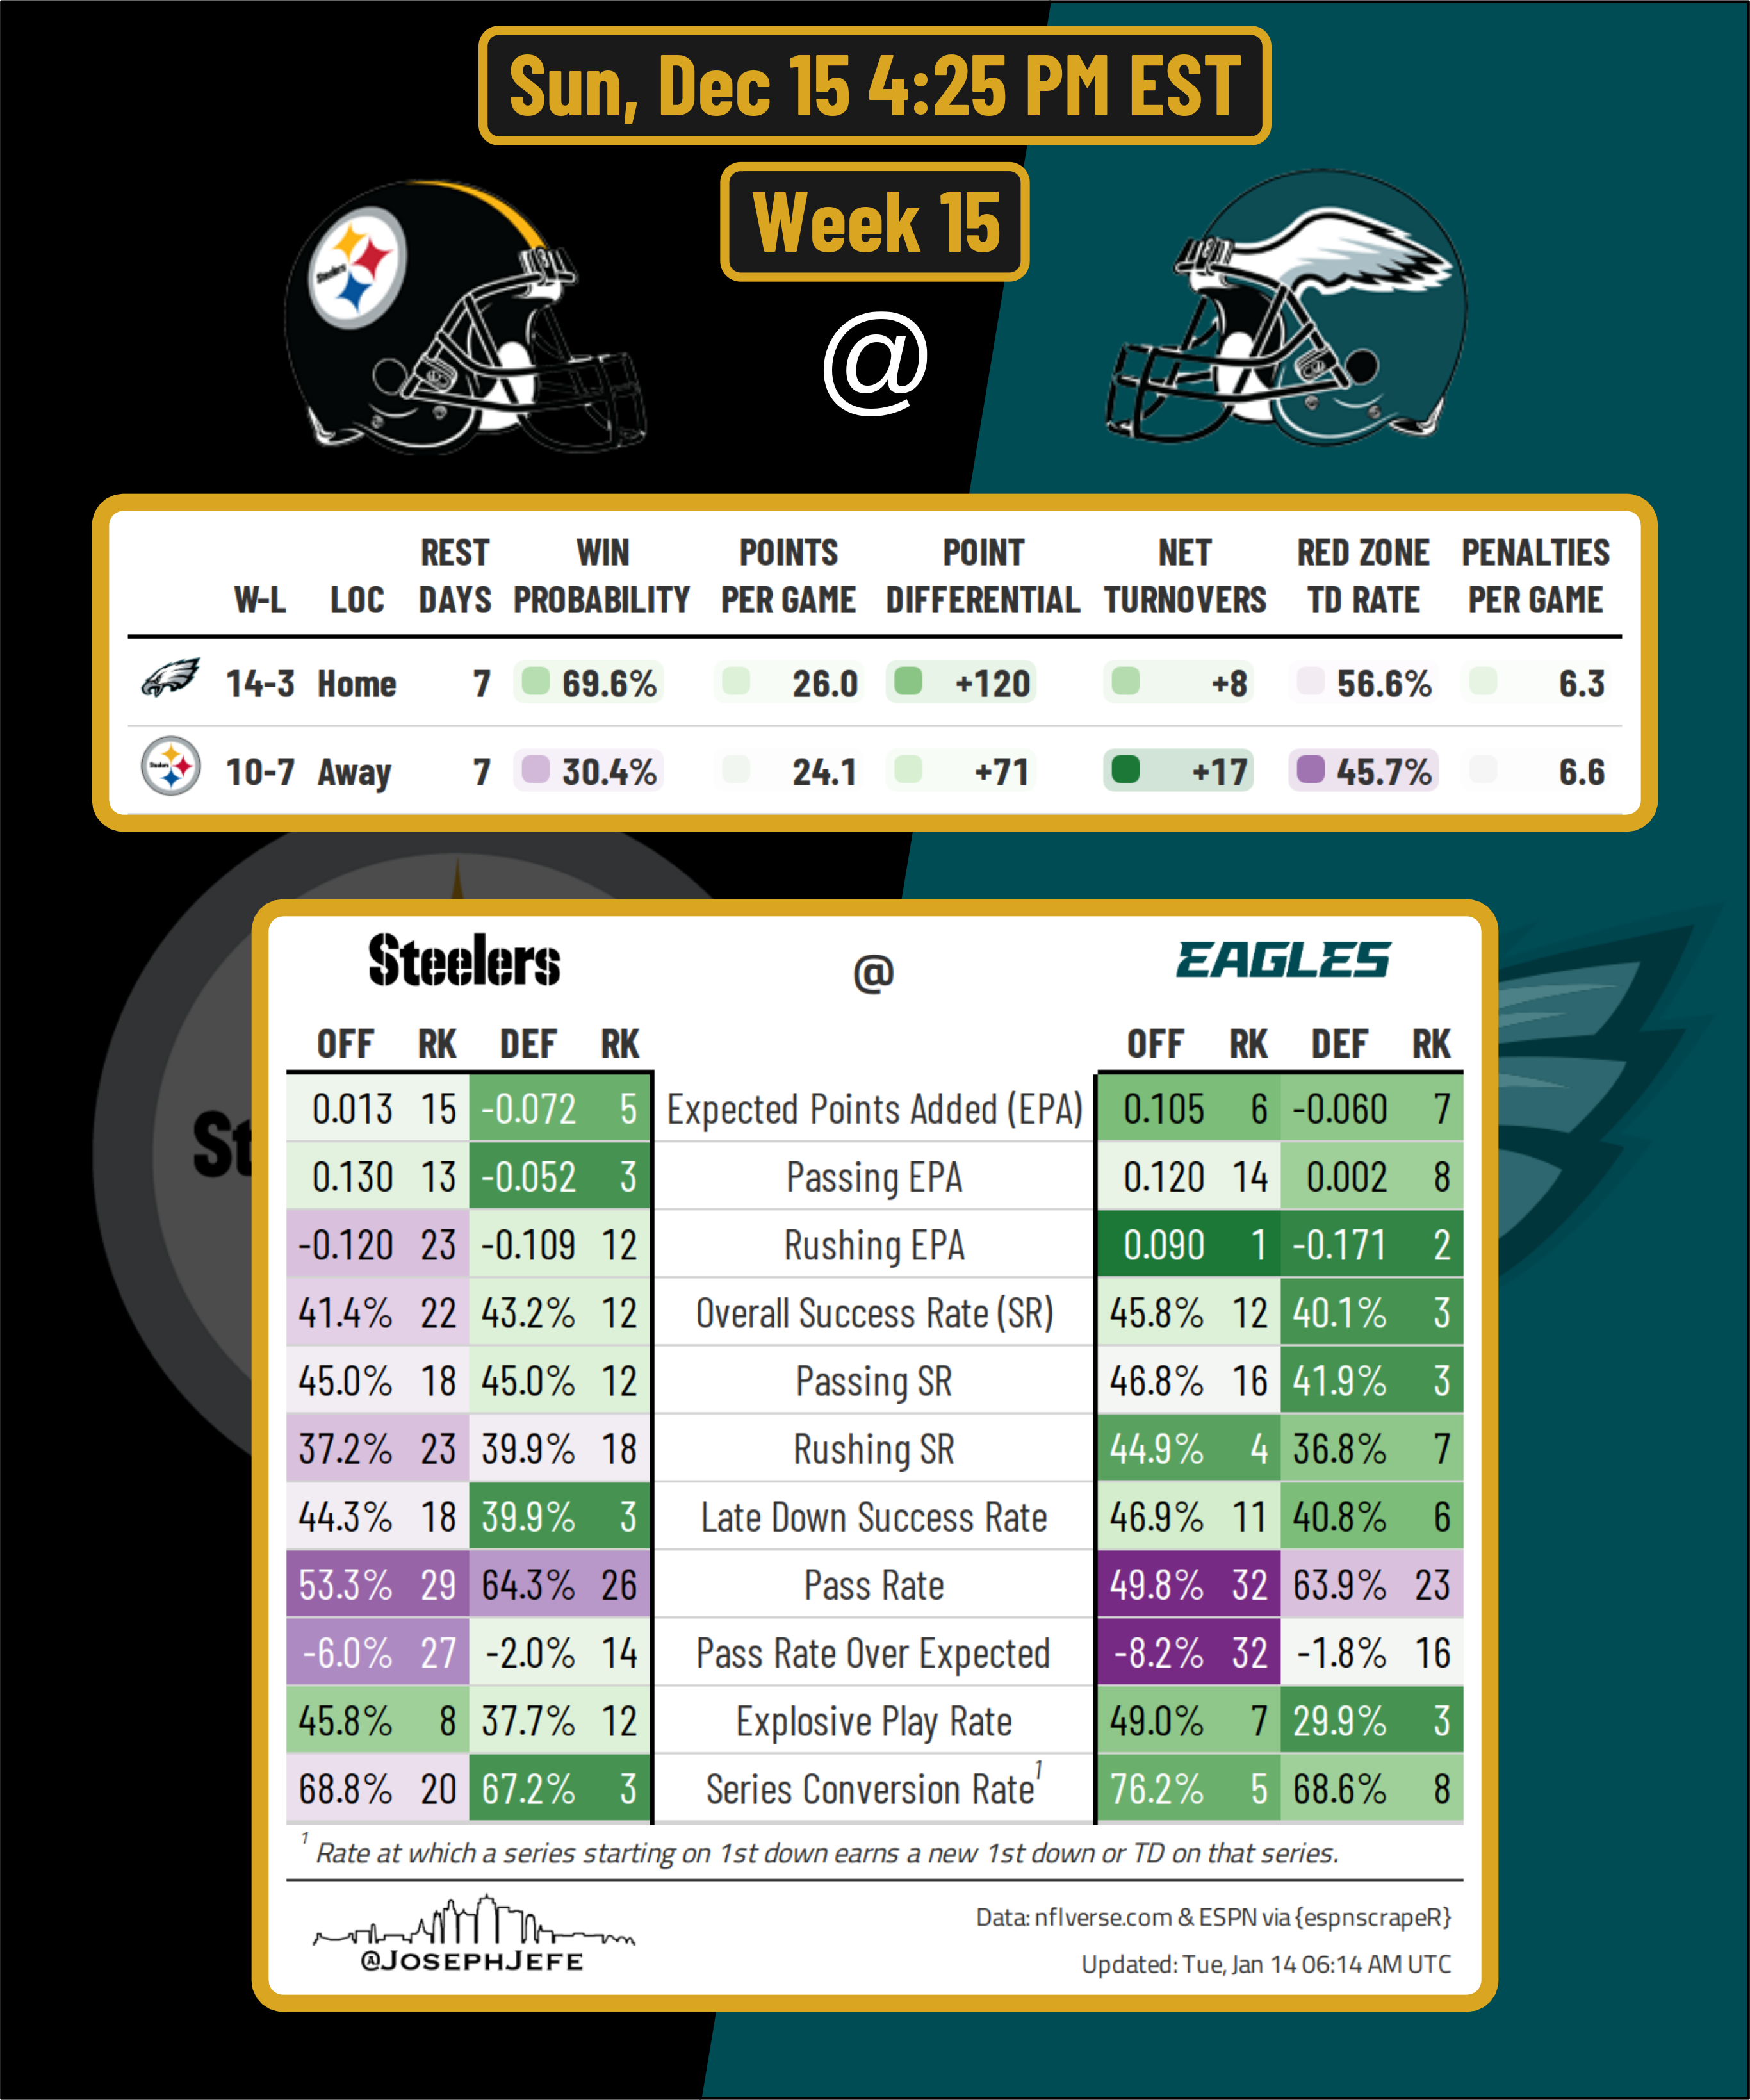 Sun, Dec 15 4:25 PM EST
Week 15
Steelers
@
W-L LOC REST DAYS WIN PROBABILITY POINTS PER GAME POINT DIFFERENTIAL NET TURNOVERS RED ZONE TD RATE PENALTIES PER GAME
14-3 Home 7 69.6% 26.0 +120 +8 56.6% 6.3
Steelers 10-7 Away 7 30.4% 24.1 +71 +17 45.7% 6.6
Steelers @ EAGLES
OFF RK DEF RK OFF RK DEF RK
0.013 15 -0.072 5 Expected Points Added (EPA) 0.105 6 -0.060 7
0.130 13 -0.052 3 Passing EPA 0.120 14 0.002 8
St
-0.120 23 -0.109 12 Rushing EPA 0.090 1 -0.171 2
41.4% 22 43.2% 12 Overall Success Rate (SR) 45.8% 12 40.1% 3
45.0% 18 45.0% 12 Passing SR 46.8% 16 41.9% 3
37.2% 23 39.9% 18 Rushing SR 44.9% 4 36.8% 7
44.3% 18 39.9% 3 Late Down Success Rate 46.9% 11 40.8% 6
53.3% 29 64.3% 26 Pass Rate 49.8% 32 63.9% 23
-6.0% 27 -2.0% 14 Pass Rate Over Expected -8.2% 32 -1.8% 16
45.8% 8 37.7% 12 Explosive Play Rate 49.0% 7 29.9% 3
68.8% 20 67.2% 3 Series Conversion Rate¹ 76.2% 5 68.6% 8
¹ Rate at which a series starting on 1st down earns a new 1st down or TD on that series.
@JOSEPHJEFE
Data: nflverse.com & ESPN via {espnscrapeR}
Updated: Tue, Jan 14 06:14 AM UTC